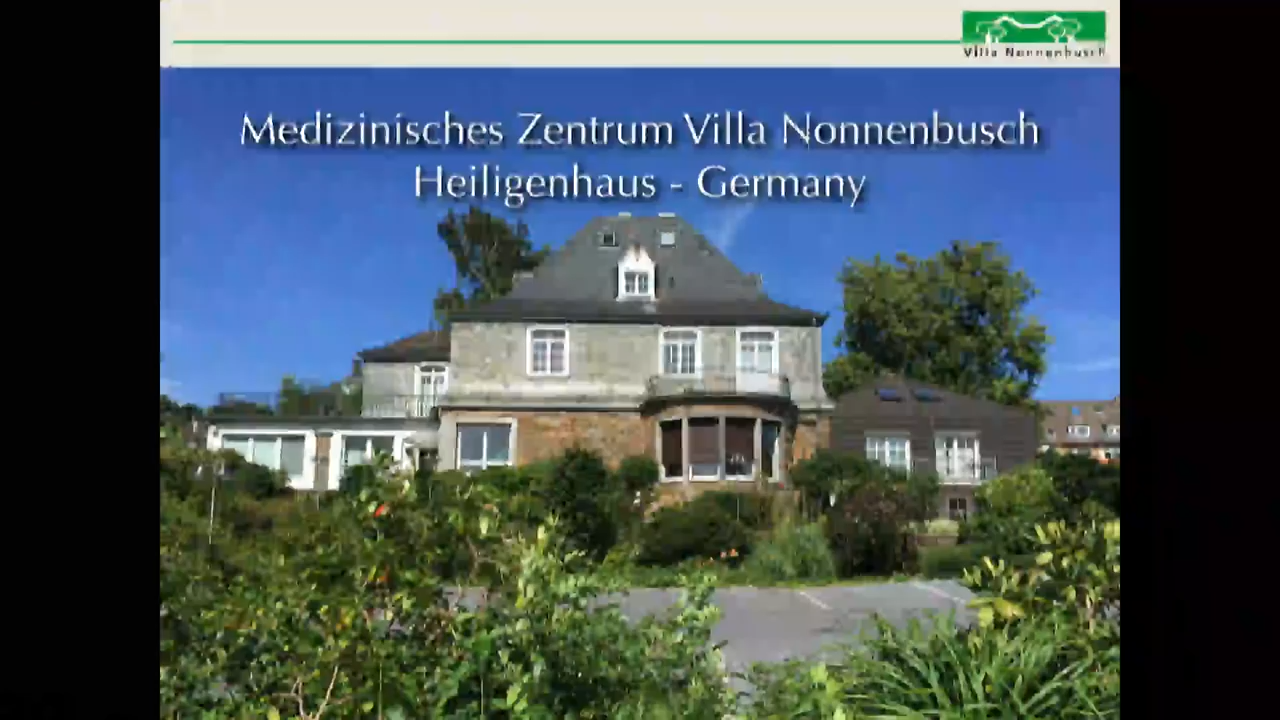 Villa Nonnenbusch
Medizinisches Zentrum Villa Nonnenbusch
Heiligenhaus - Germany